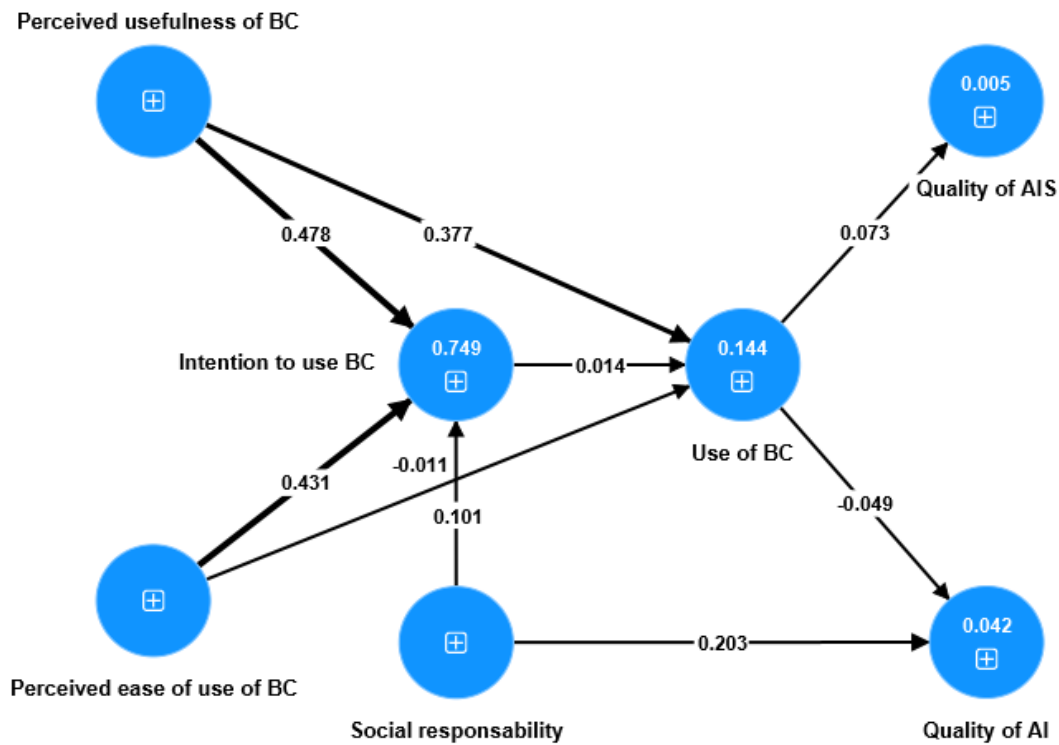 Perceived usefulness of BC
0.005
Quality of AIS
0.478
0.377
0.073
Intention to use BC
0.749
0.014
0.144
Use of BC
0.431
-0.011
0.101
-0.049
0.203
0.042
Perceived ease of use of BC
Social responsability
Quality of AI